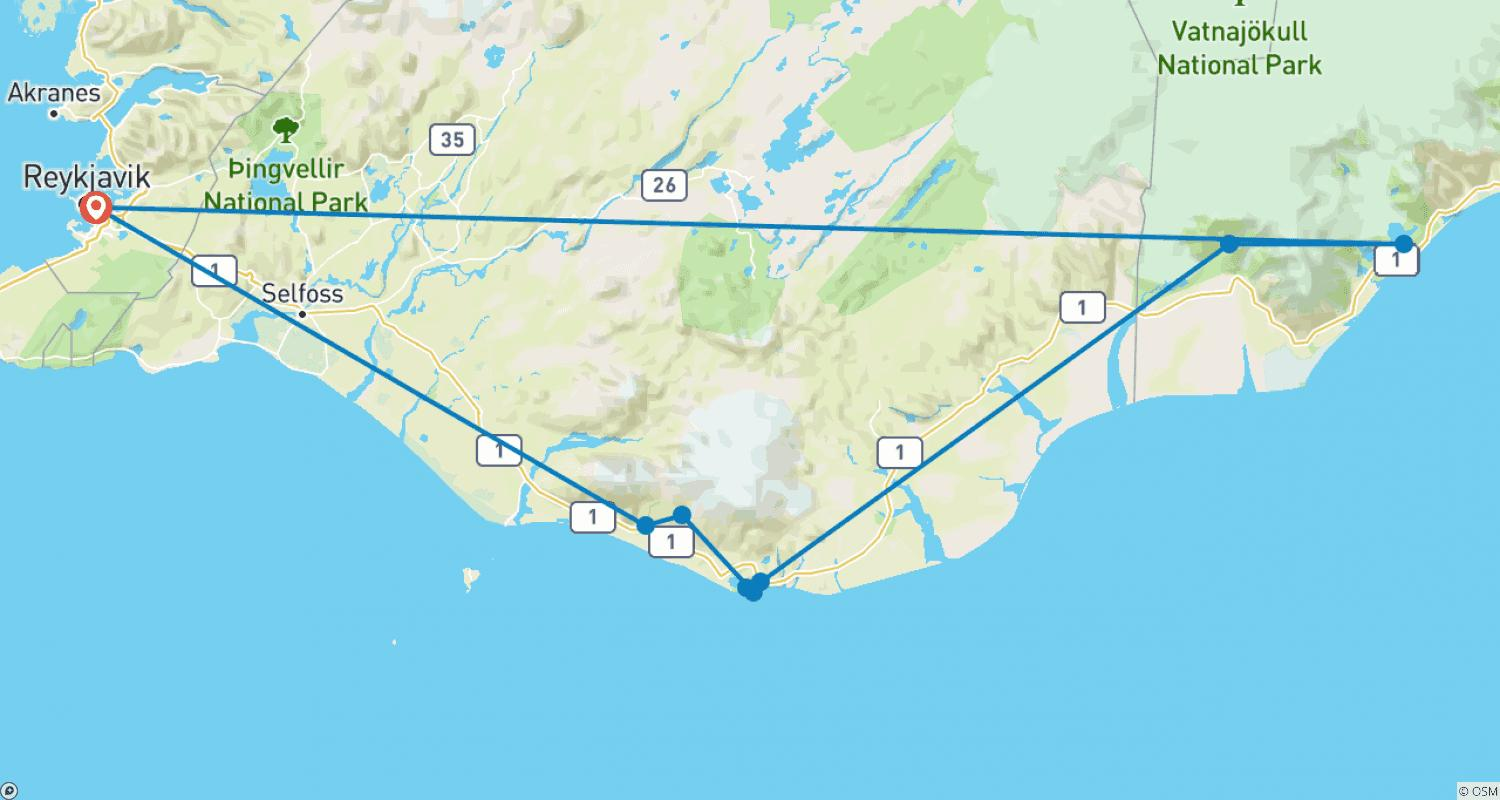 Vatnajökull
National Park
Akranes
35
Þingvellir
National Park
Reykjavik
26
1
Selfoss
1
1
1
1
1
1
© OSM